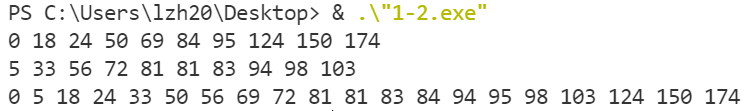 PS C:\Users\lzh20\Desktop> & .\"1-2.exe"
0 18 24 50 69 84 95 124 150 174
5 33 56 72 81 81 83 94 98 103
0 5 18 24 33 50 56 69 72 81 81 83 84 94 95 98 103 124 150 174